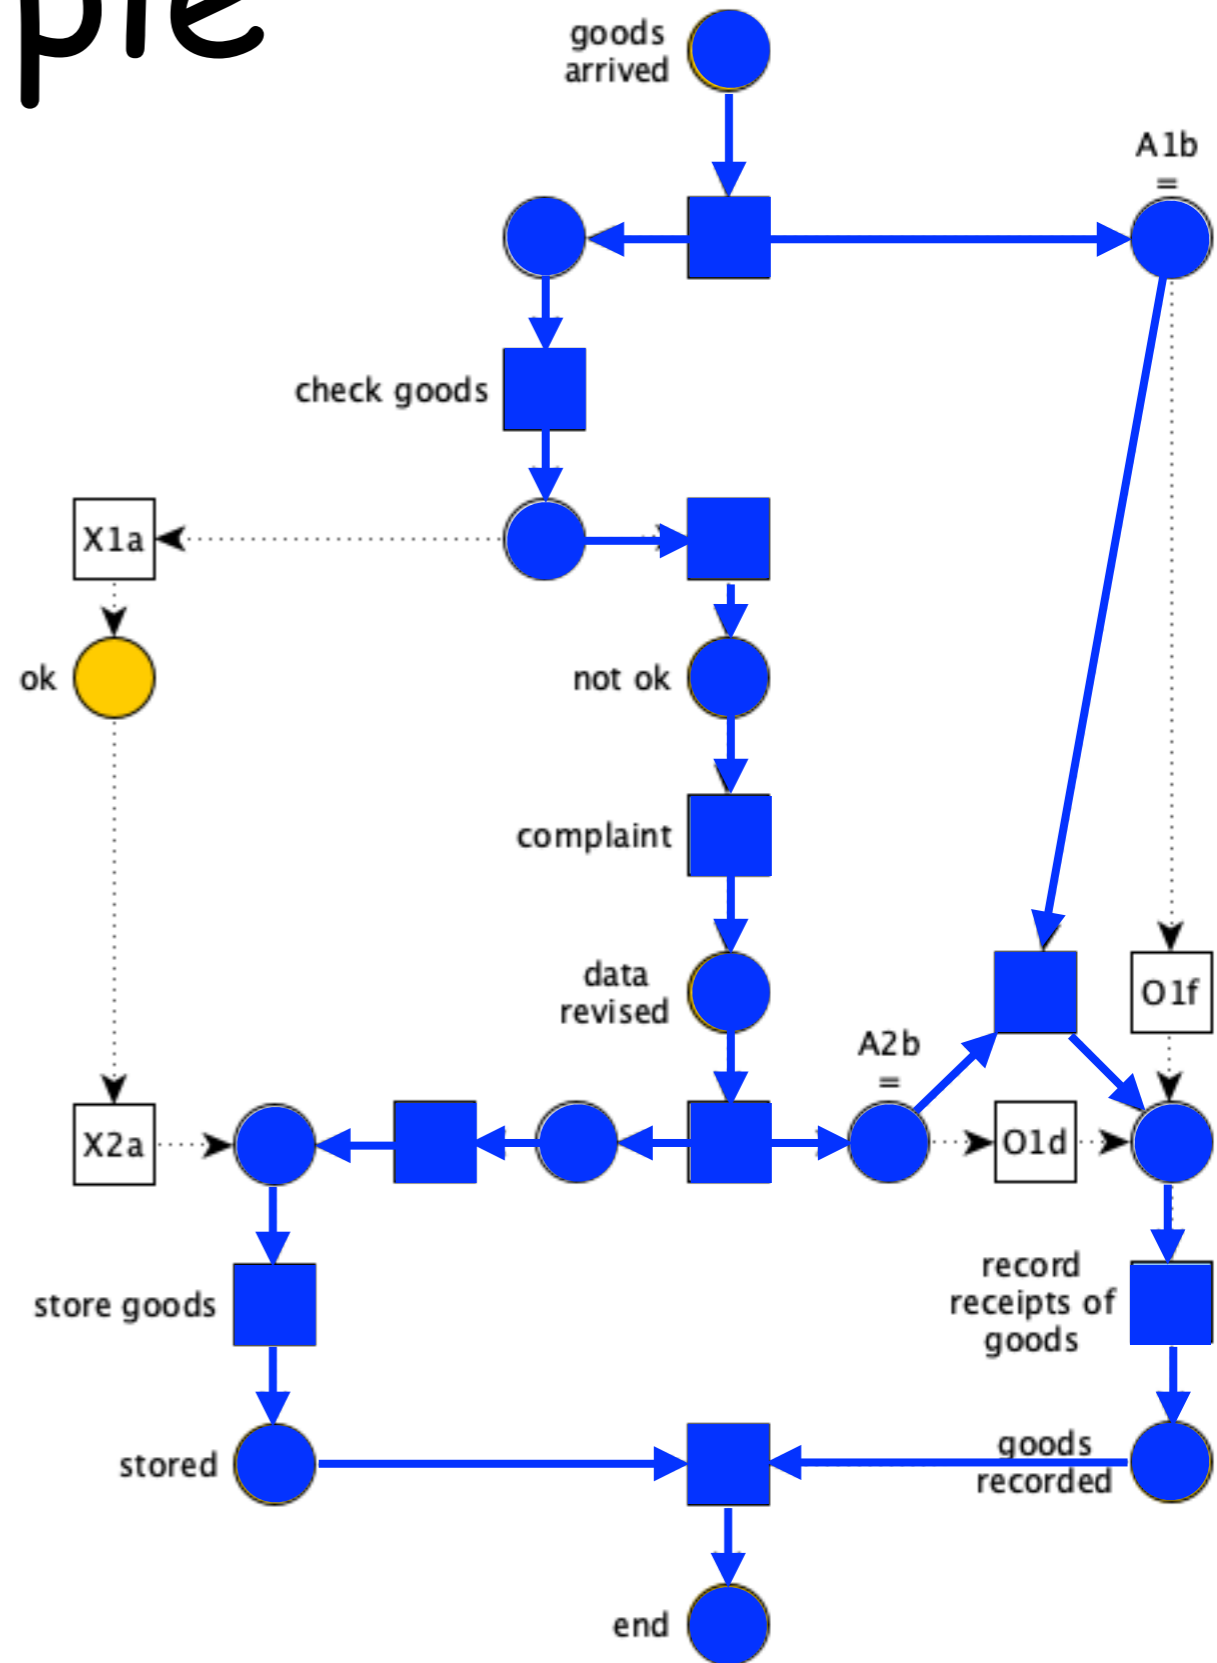 ple
goods
arrived
A1b
=
check goods
X1a
ok
not ok
complaint
data
revised
A2b
=
O1f
X2a
O1d
store goods
record
receipts of
goods
stored
goods
recorded
end